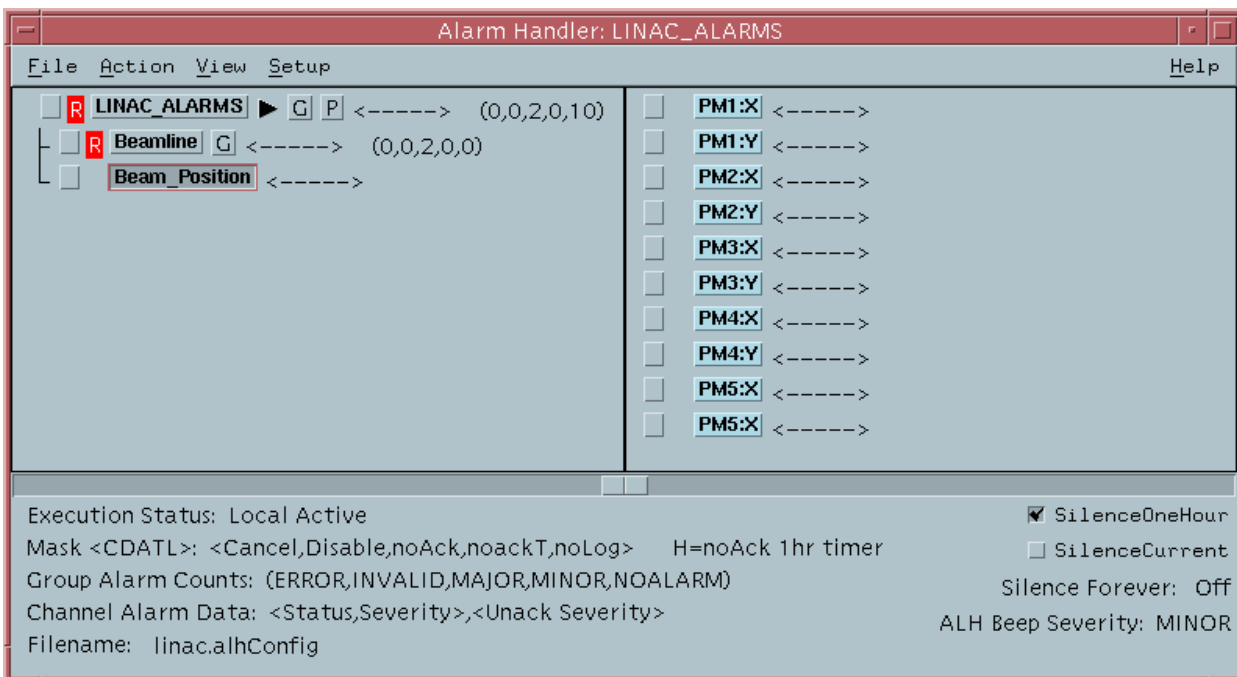 Alarm Handler: LINAC_ALARMS
File Action View Setup Help
R LINAC_ALARMS ▶ G P <-----> (0,0,2,0,10)
R Beamline G <-----> (0,0,2,0,0)
Beam_Position <----->
PM1:X <----->
PM1:Y <----->
PM2:X <----->
PM2:Y <----->
PM3:X <----->
PM3:Y <----->
PM4:X <----->
PM4:Y <----->
PM5:X <----->
PM5:X <----->
Execution Status: Local Active
Mask <CDATL>: <Cancel,Disable,noAck,noackT,noLog> H=noAck 1hr timer
Group Alarm Counts: (ERROR,INVALID,MAJOR,MINOR,NOALARM)
Channel Alarm Data: <Status,Severity>,<Unack Severity>
Filename: linac.alhConfig
SilenceOneHour
SilenceCurrent
Silence Forever: Off
ALH Beep Severity: MINOR